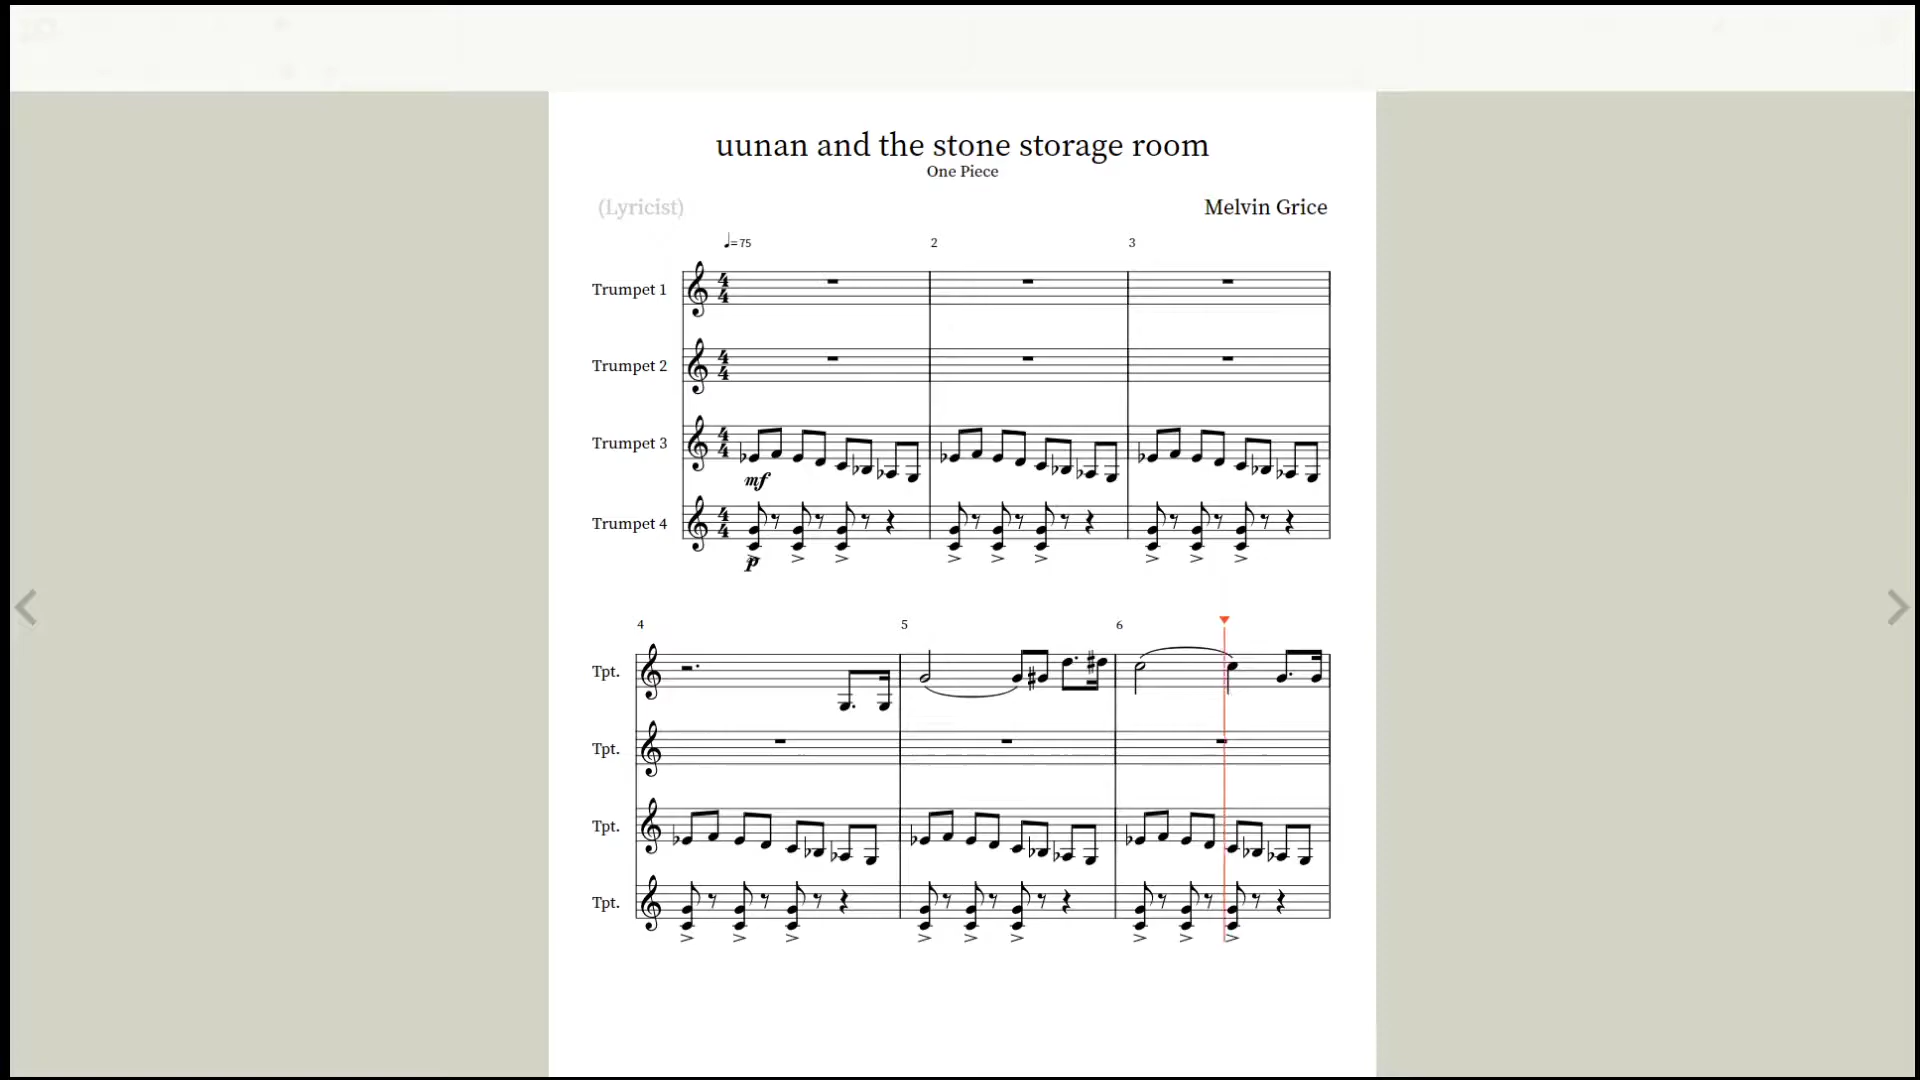 uunan and the stone storage room
One Piece
(Lyricist)
Melvin Grice
♩=75
2
3
Trumpet 1
Trumpet 2
Trumpet 3
mf
Trumpet 4
p
4
5
6
Tpt.
Tpt.
Tpt.
Tpt.